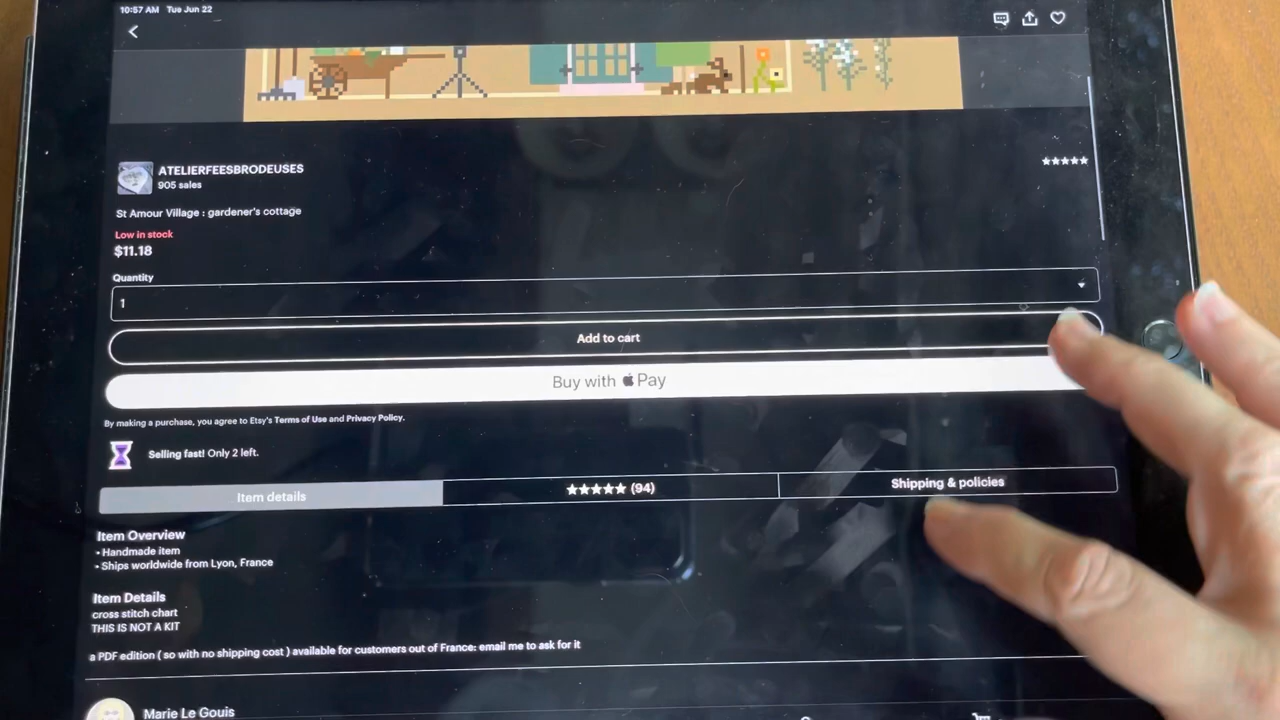 10:57 AM Tue Jun 22
ATELIERFEESBRODEUSES
905 sales
St Amour Village : gardener's cottage
Low in stock
$11.18
Quantity
1
Add to cart
Buy with Pay
By making a purchase, you agree to Etsy's Terms of Use and Privacy Policy.
Selling fast! Only 2 left.
Item details
(94)
Shipping & policies
Item Overview
• Handmade item
• Ships worldwide from Lyon, France
Item Details
cross stitch chart
THIS IS NOT A KIT
a PDF edition ( so with no shipping cost ) available for customers out of France: email me to ask for it
Marie Le Gouis